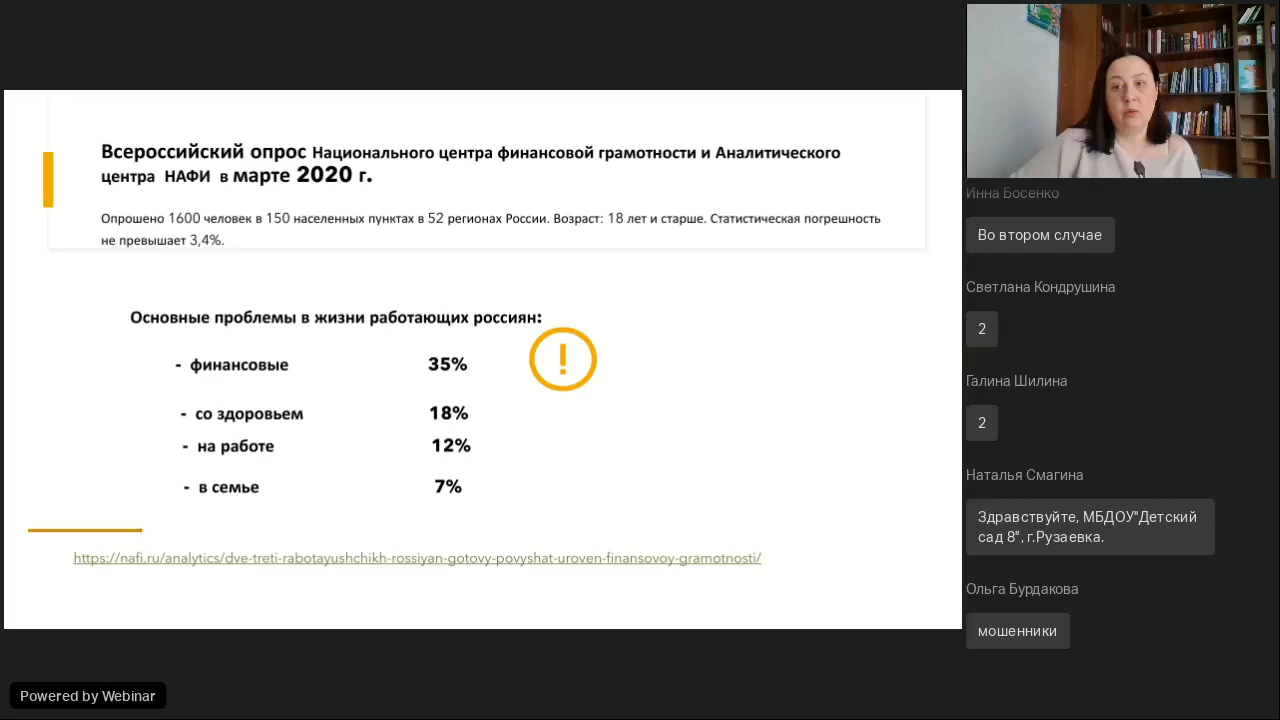 Всероссийский опрос Национального центра финансовой грамотности и Аналитического
центра НАФИ в марте 2020 г.
Опрошено 1600 человек в 150 населенных пунктах в 52 регионах России. Возраст: 18 лет и старше. Статистическая погрешность
не превышает 3,4%.
Основные проблемы в жизни работающих россиян:
- финансовые 35%
!
- со здоровьем 18%
- на работе 12%
- в семье 7%
https://nafi.ru/analytics/dve-treti-rabotayushchikh-rossiyan-gotovy-povyshat-uroven-finansovoy-gramotnosti/
Инна Босенко
Во втором случае
Светлана Кондрушина
2
Галина Шилина
2
Наталья Смагина
Здравствуйте, МБДОУ"Детский
сад 8", г.Рузаевка.
Ольга Бурдакова
мошенники
Powered by Webinar